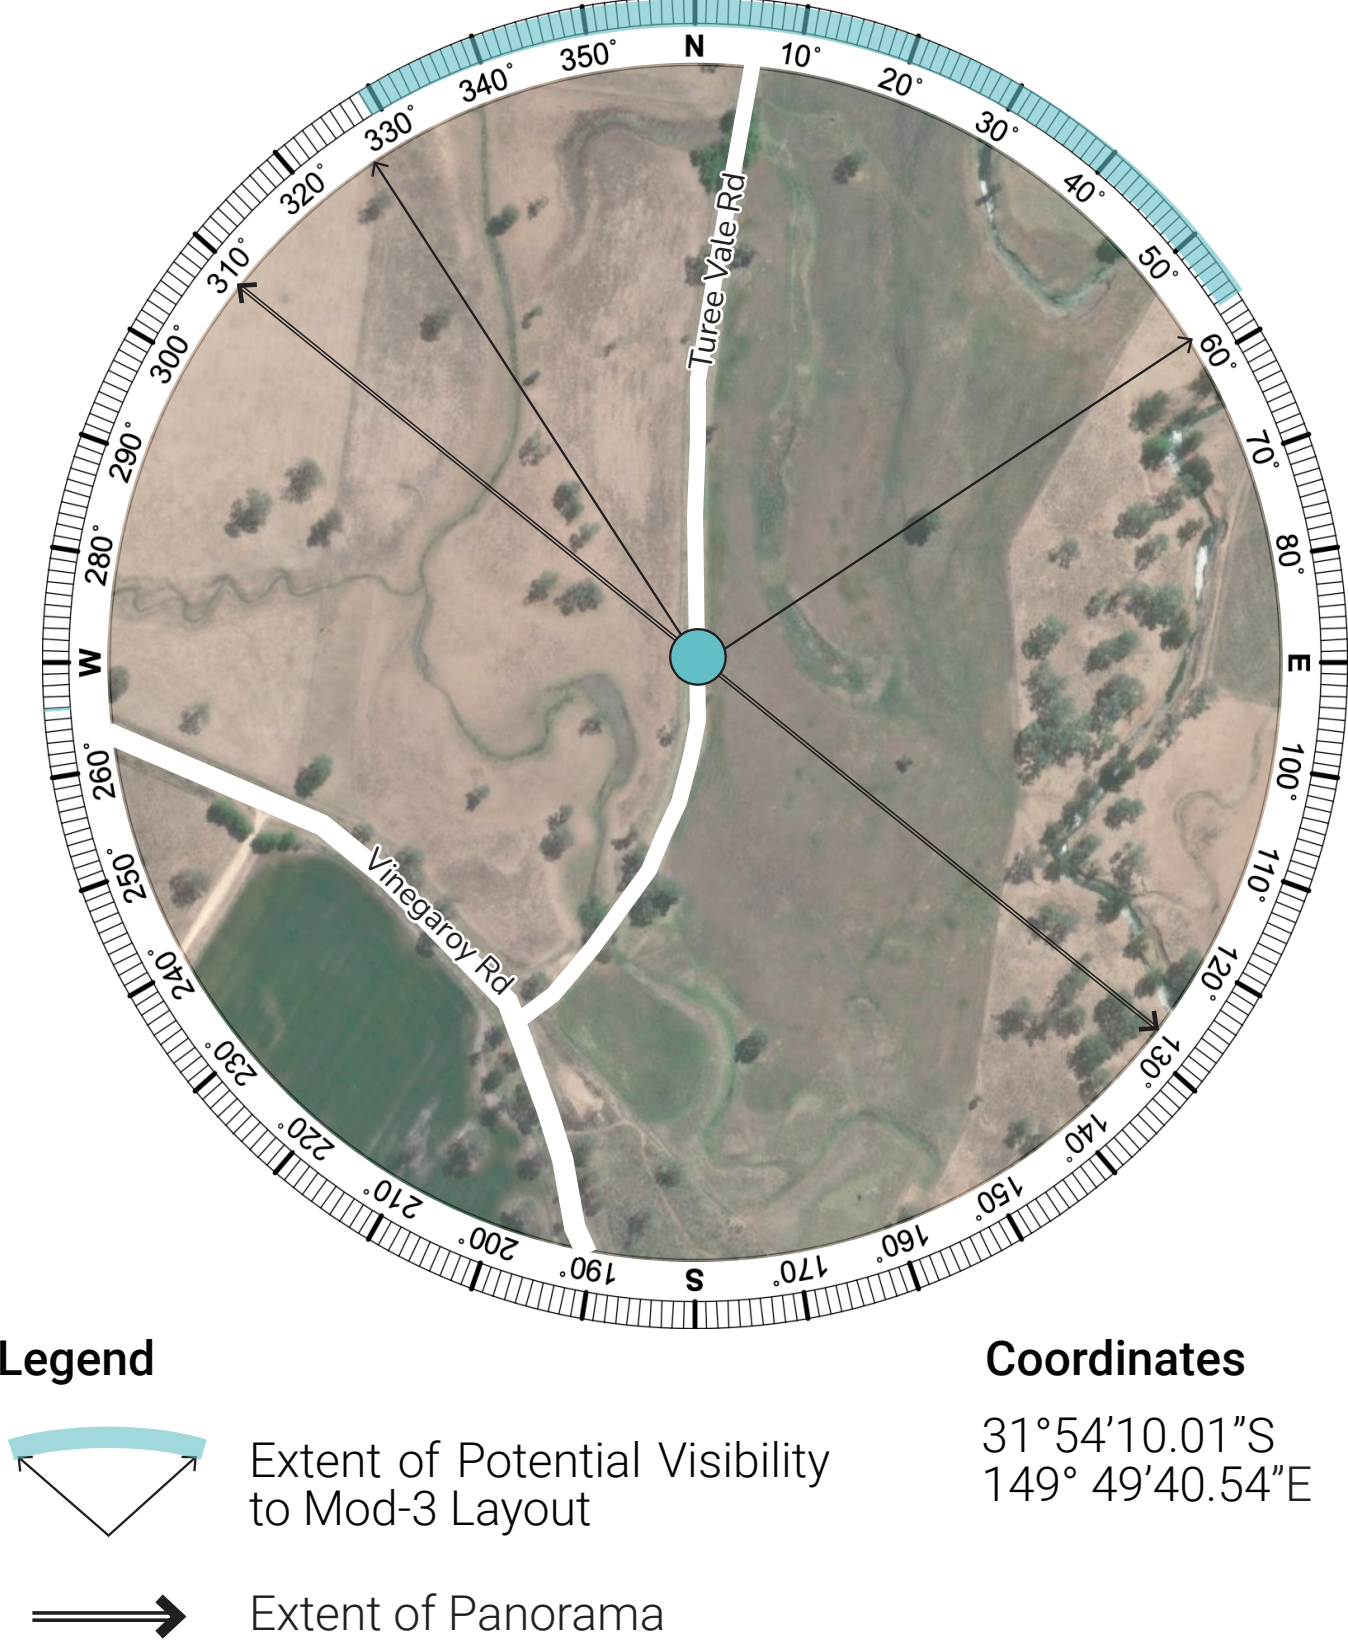 N
10°
20°
30°
40°
50°
60°
70°
80°
E
100°
110°
120°
130°
140°
150°
160°
170°
S
190°
200°
210°
220°
230°
240°
250°
260°
W
280°
290°
300°
310°
320°
330°
340°
350°
Turee Vale Rd
Vinegaroy Rd
Legend
Extent of Potential Visibility
to Mod-3 Layout
Extent of Panorama
Coordinates
31°54’10.01”S
149° 49’40.54”E